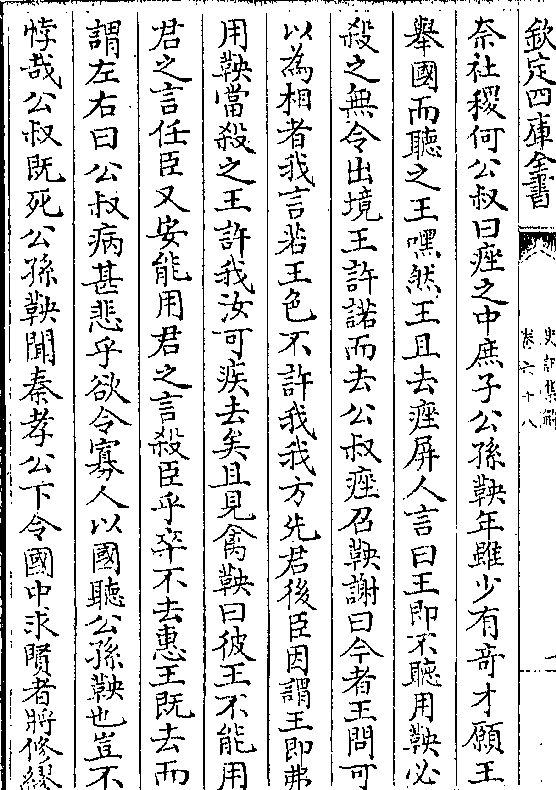 欽定四庫全書
史記集解
卷六十八
奈社稷何公叔曰痤之中庶子公孫鞅年雖少有奇才願王
舉國而聽之王嘿然王且去痤屏人言曰王即不聽用鞅必
殺之無令出境王許諾而去公叔痤召鞅謝曰今者王問可
以為相者我言若王色不許我我方先君後臣因謂王即弗
用鞅當殺之王許我汝可疾去矣且見禽鞅曰彼王不能用
君之言任臣又安能用君之言殺臣乎卒不去惠王既去而
謂左右曰公叔病甚悲乎欲令寡人以國聽公孫鞅也豈不
悖哉公叔既死公孫鞅聞秦孝公下令國中求賢者將修繆